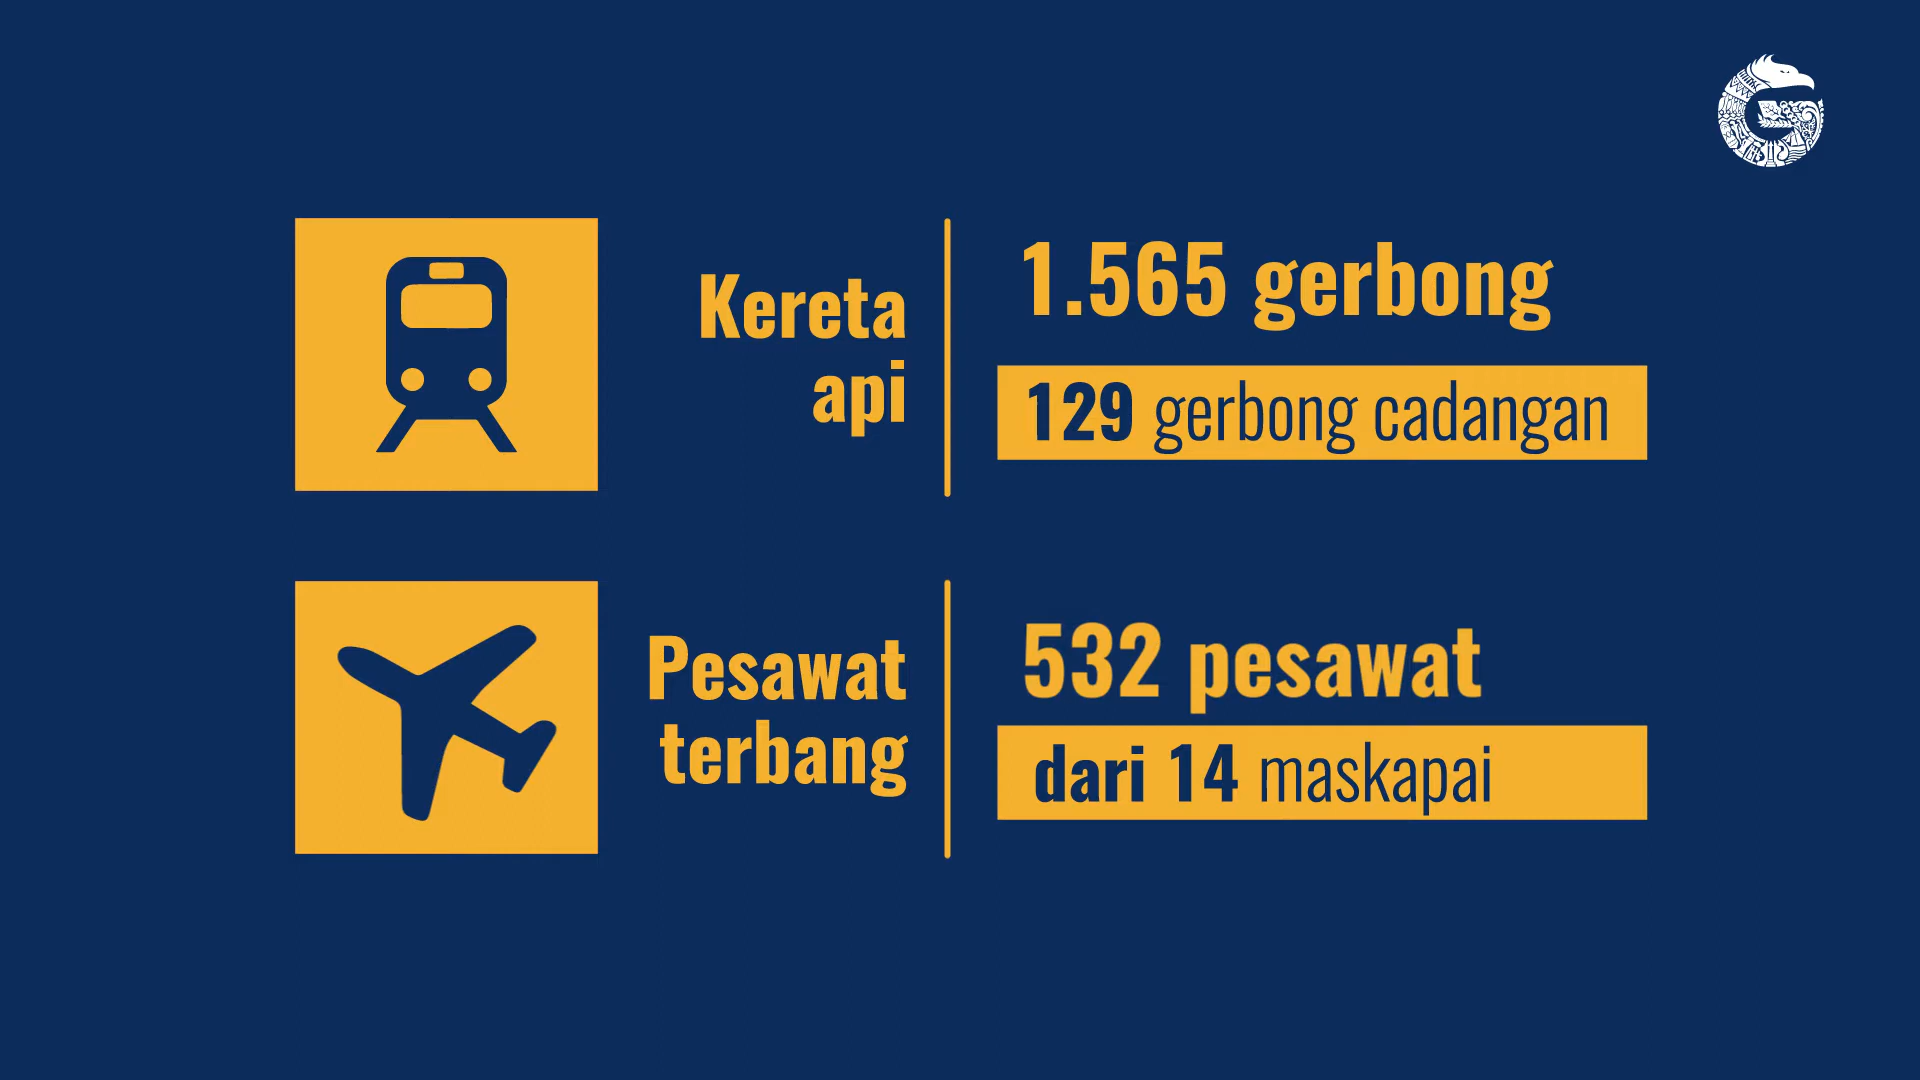 Kereta
api
1.565 gerbong
129 gerbong cadangan
Pesawat
terbang
532 pesawat
dari 14 maskapai